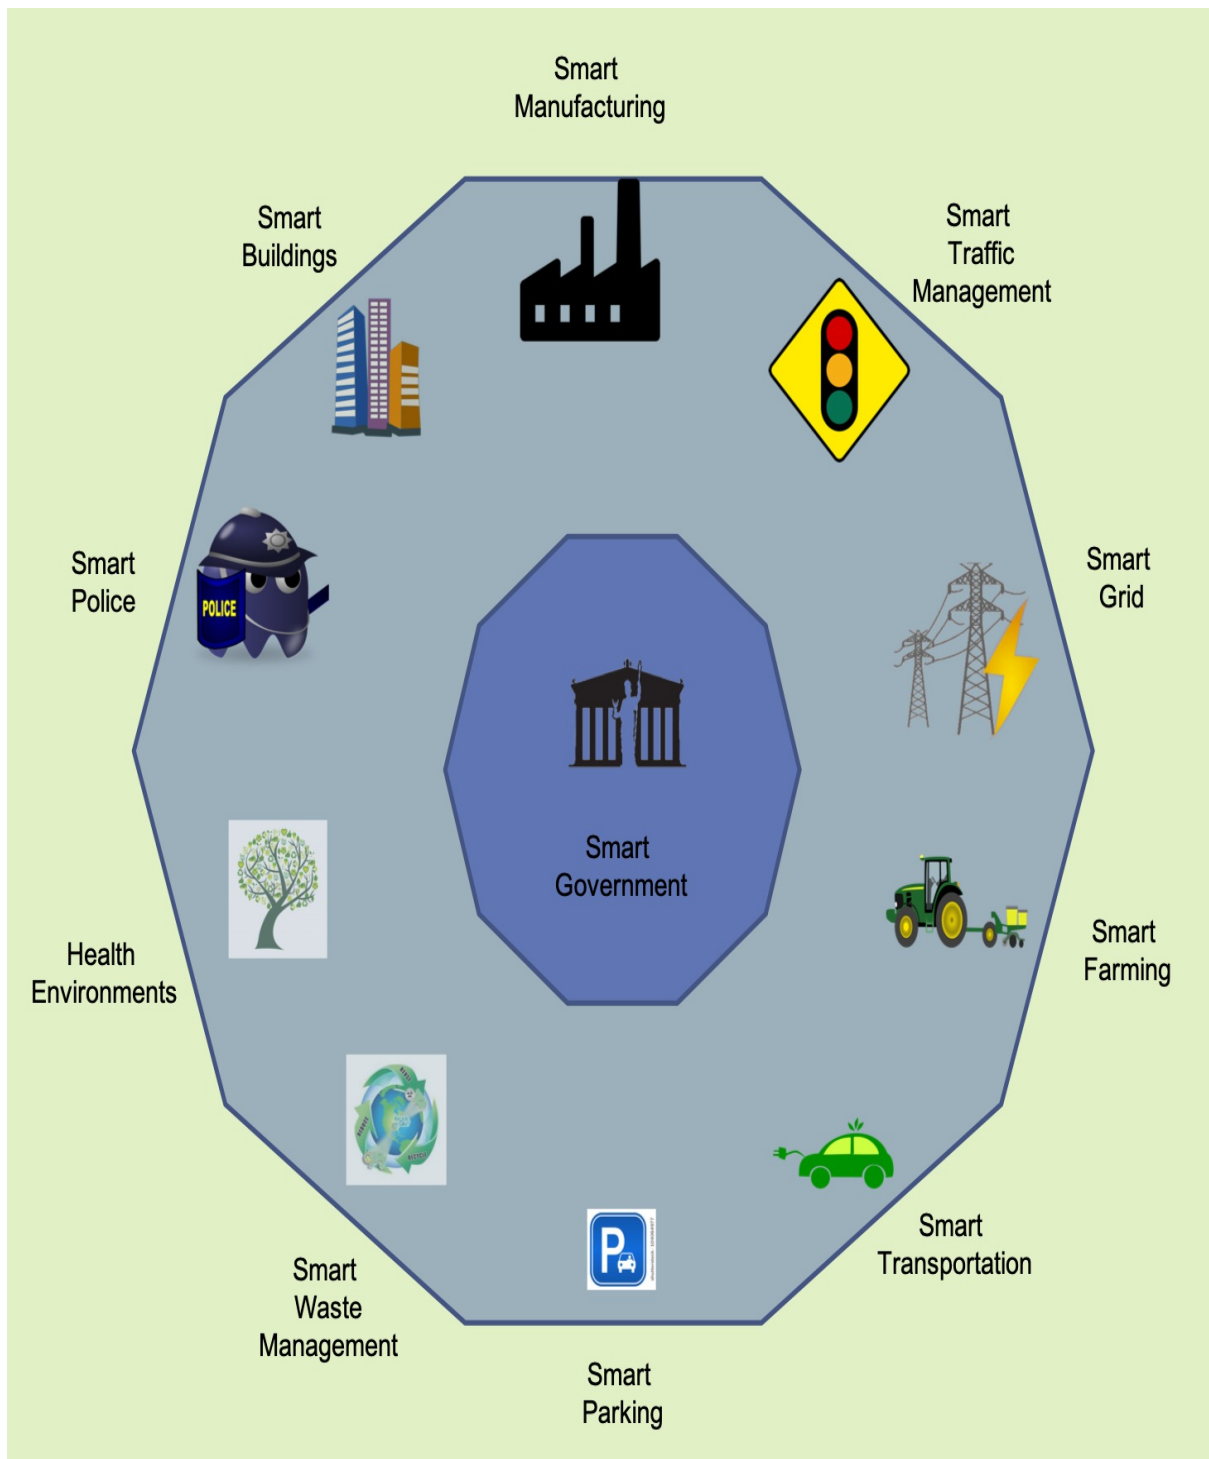 Smart
Manufacturing
Smart
Buildings
Smart
Traffic
Management
Smart
Police
POLICE
Smart
Grid
Smart
Government
Health
Environments
Smart
Farming
RECYCLE
P
Smart
Transportation
Smart
Waste
Management
Smart
Parking